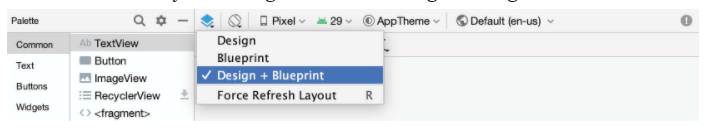 Palette Pixel 29 AppTheme Default (en-us)
Common Ab TextView Design
Button Blueprint
Text
ImageView ✓ Design + Blueprint
Buttons
RecyclerView Force Refresh Layout R
Widgets
<> <fragment>